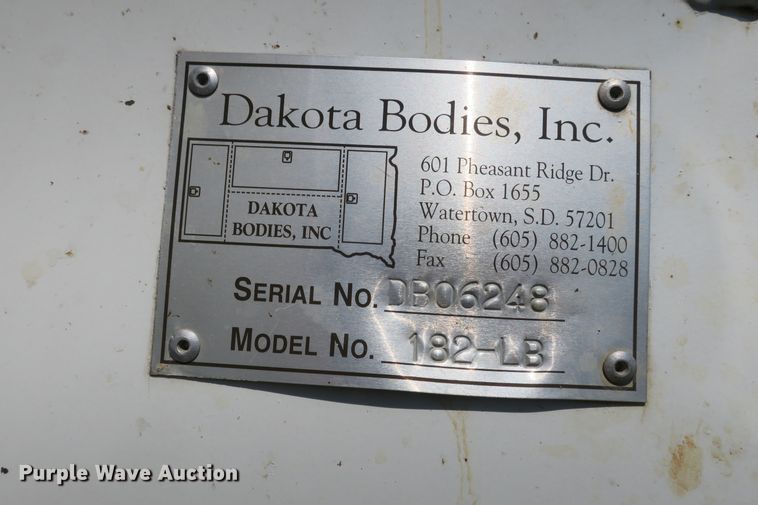 Dakota Bodies, Inc.
601 Pheasant Ridge Dr.
P.O. Box 1655
Watertown, S.D. 57201
Phone (605) 882-1400
Fax (605) 882-0828
DAKOTA
BODIES, INC
SERIAL NO. DB06248
MODEL NO. 182-LB
Purple Wave Auction